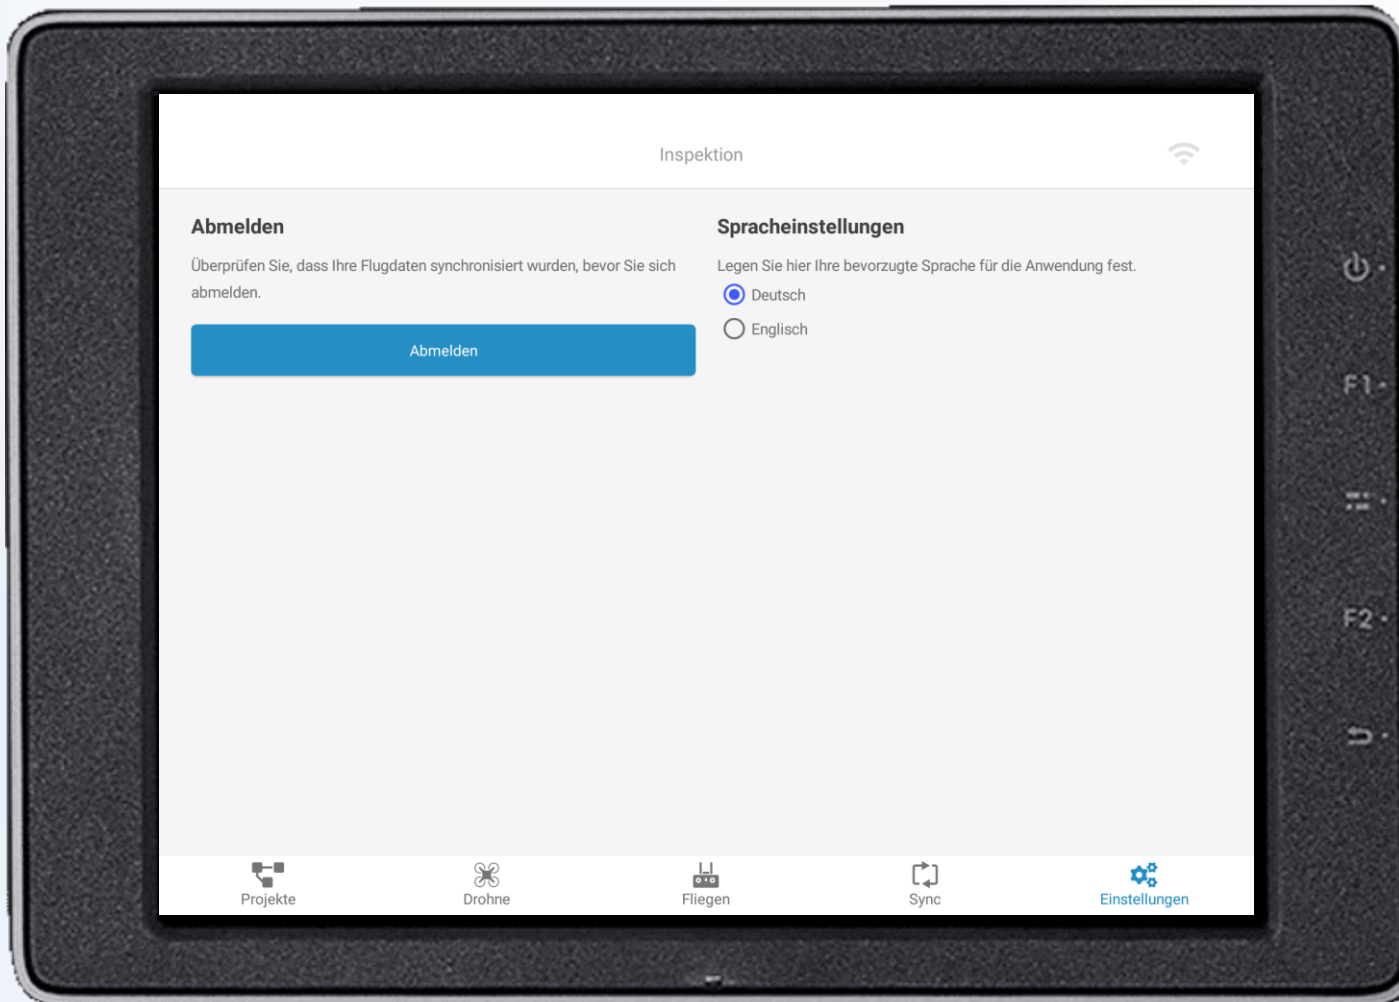 Inspektion
Abmelden
Überprüfen Sie, dass Ihre Flugdaten synchronisiert wurden, bevor Sie sich
abmelden.
Abmelden
Spracheinstellungen
Legen Sie hier Ihre bevorzugte Sprache für die Anwendung fest.
Deutsch
Englisch
Projekte
Drohne
Fliegen
Sync
Einstellungen
F1
F2